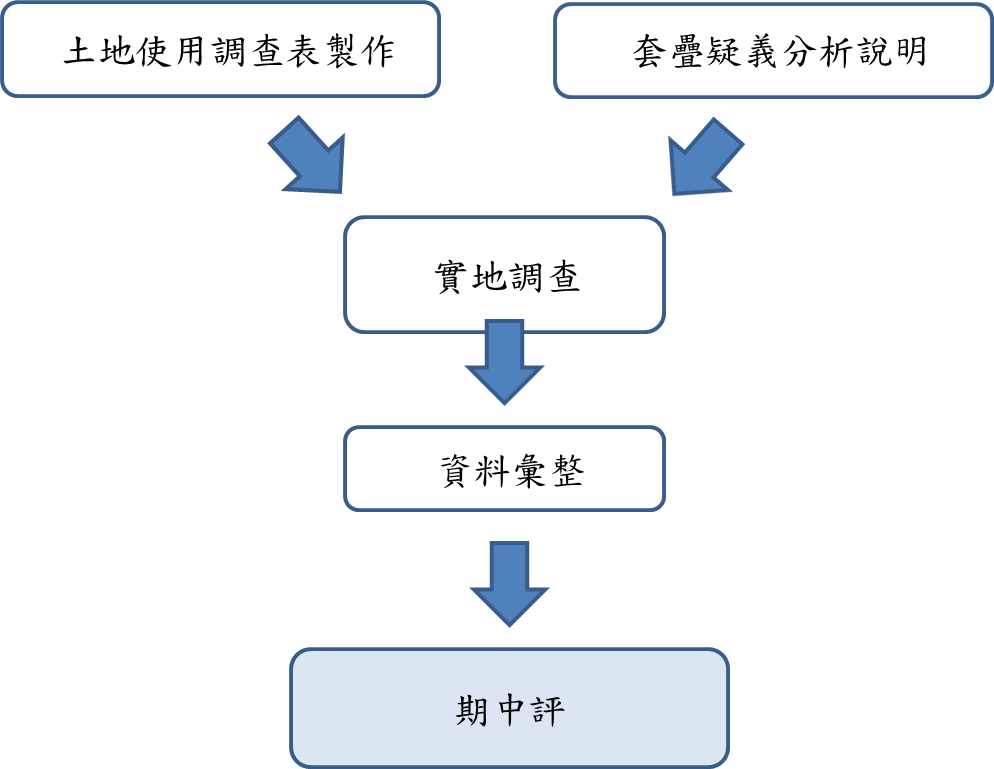 土地使用調查表製作
套疊疑義分析說明
實地調查
資料彙整
期中評